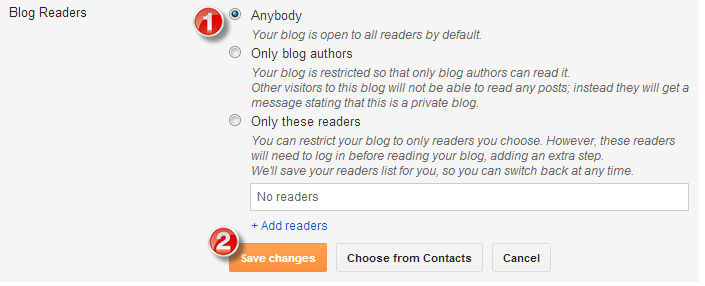 Blog Readers
1
Anybody
Your blog is open to all readers by default.
Only blog authors
Your blog is restricted so that only blog authors can read it.
Other visitors to this blog will not be able to read any posts; instead they will get a
message stating that this is a private blog.
Only these readers
You can restrict your blog to only readers you choose. However, these readers
will need to log in before reading your blog, adding an extra step.
We'll save your readers list for you, so you can switch back at any time.
No readers
+ Add readers
2
Save changes Choose from Contacts Cancel